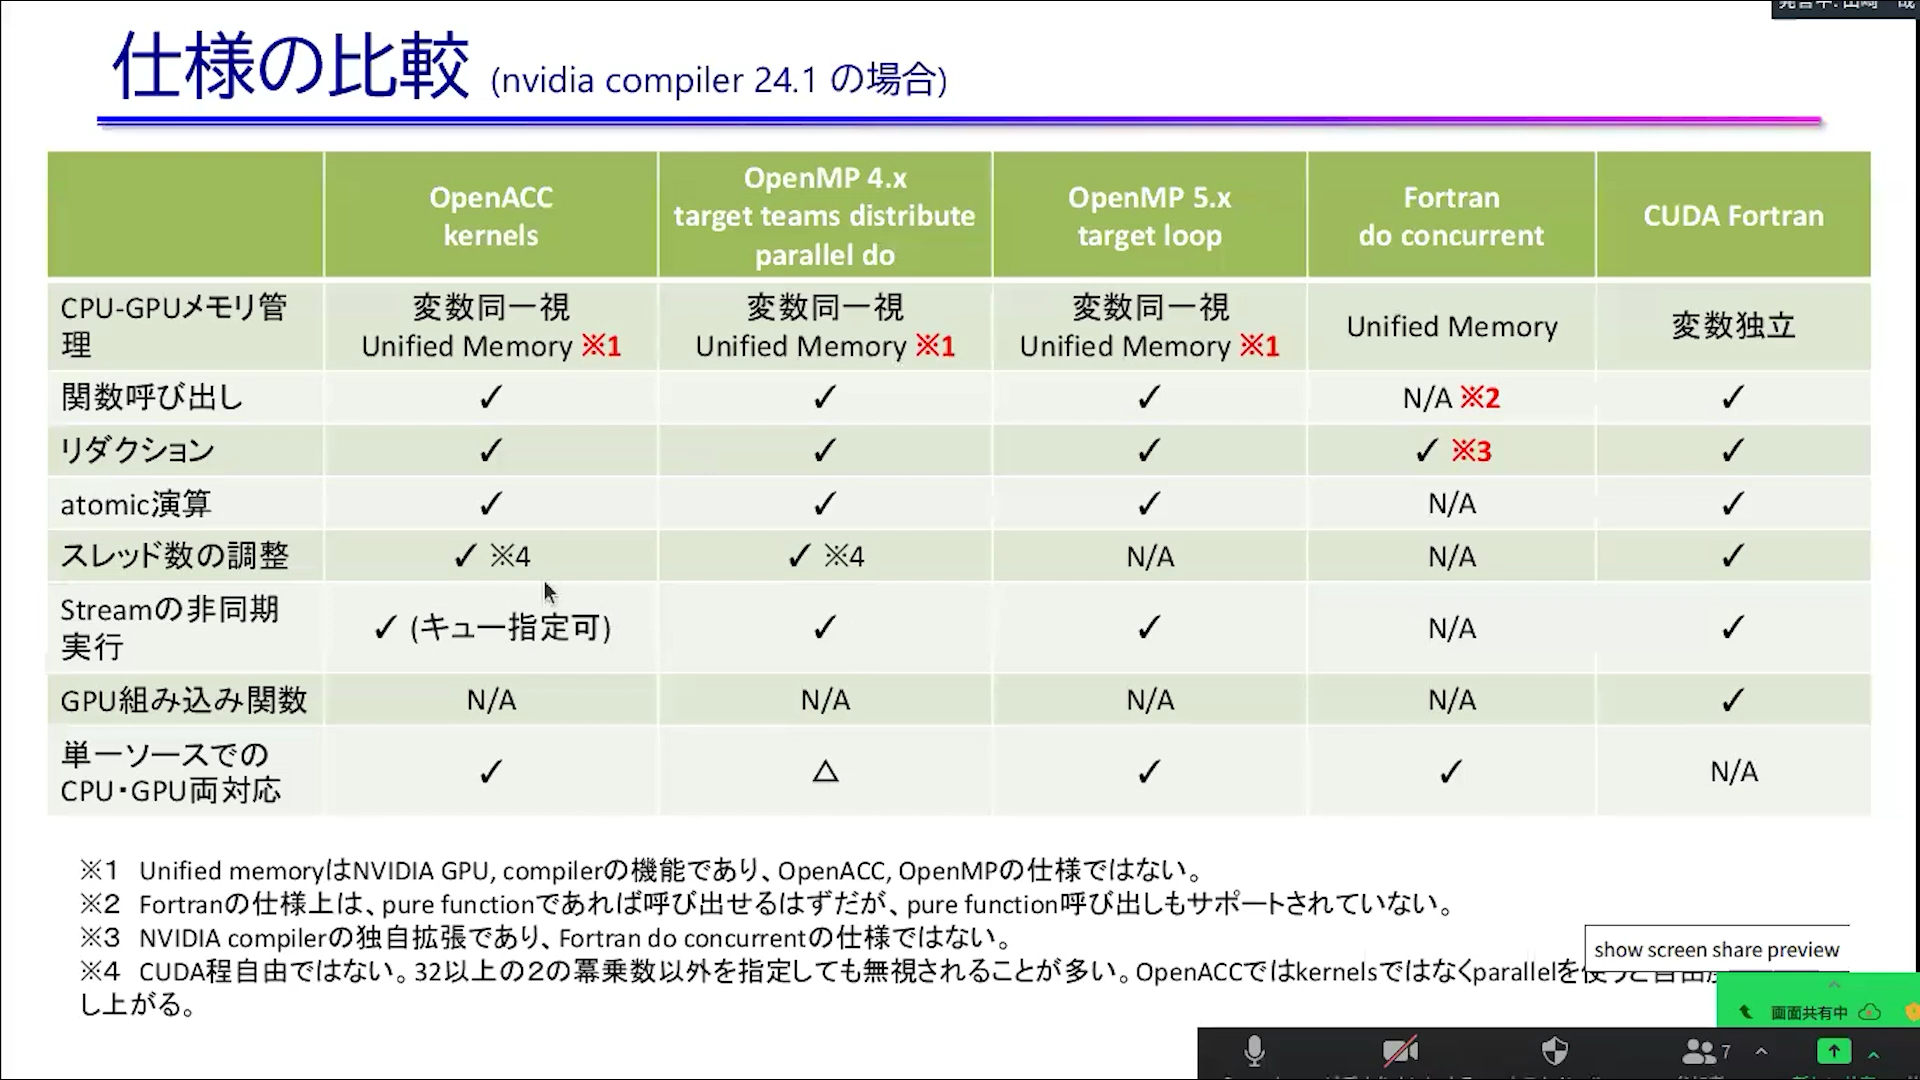 発言中: 山崎
仕様の比較 (nvidia compiler 24.1 の場合)
OpenACC
kernels
OpenMP 4.x
target teams distribute
parallel do
OpenMP 5.x
target loop
Fortran
do concurrent
CUDA Fortran
CPU-GPUメモリ管
理
変数同一視
Unified Memory ※1
変数同一視
Unified Memory ※1
変数同一視
Unified Memory ※1
Unified Memory
変数独立
関数呼び出し
✓
✓
✓
N/A ※2
✓
リダクション
✓
✓
✓
✓ ※3
✓
atomic演算
✓
✓
✓
N/A
✓
スレッド数の調整
✓ ※4
✓ ※4
N/A
N/A
✓
Streamの非同期
実行
✓ (キュー指定可)
✓
✓
N/A
✓
GPU組み込み関数
N/A
N/A
N/A
N/A
✓
単一ソースでの
CPU・GPU両対応
✓
△
✓
✓
N/A
※1 Unified memoryはNVIDIA GPU, compilerの機能であり、OpenACC, OpenMPの仕様ではない。
※2 Fortranの仕様上は、pure functionであれば呼び出せるはずだが、pure function呼び出しもサポートされていない。
※3 NVIDIA compilerの独自拡張であり、Fortran do concurrentの仕様ではない。
※4 CUDA程自由ではない。32以上の2の冪乗数以外を指定しても無視されることが多い。OpenACCではkernelsではなくparallelを使うと自由度
し上がる。
show screen share preview
画面共有中
7